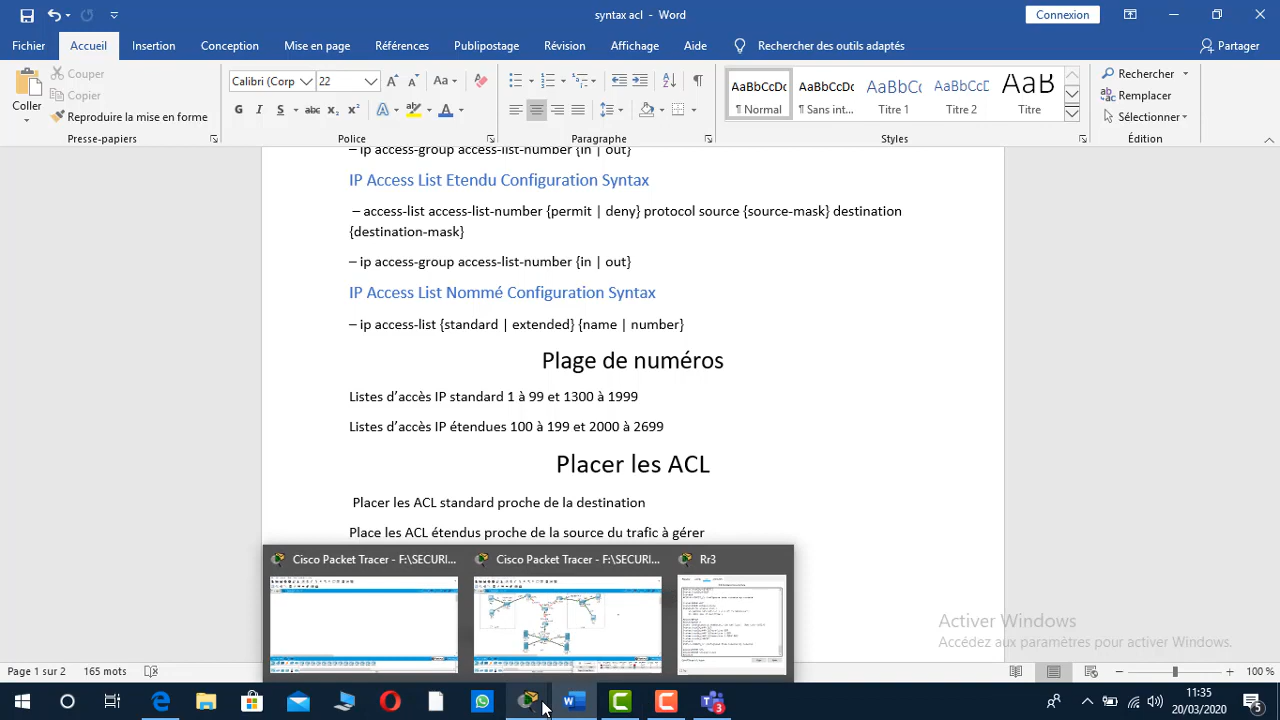 syntax acl - Word
Connexion
Fichier Accueil Insertion Conception Mise en page Références Publipostage Révision Affichage Aide Rechercher des outils adaptés Partager
Coller
Couper
Copier
Reproduire la mise en forme
Presse-papiers
Calibri (Corp 22
Police
Paragraphe
AaBbCcDc AaBbCcDc AaBbCc AaBbCcD AaB
¶ Normal ¶ Sans int... Titre 1 Titre 2 Titre
Styles
Rechercher
Remplacer
Sélectionner
Édition
– ip access-group access-list-number {in | out}
IP Access List Etendu Configuration Syntax
– access-list access-list-number {permit | deny} protocol source {source-mask} destination
{destination-mask}
– ip access-group access-list-number {in | out}
IP Access List Nommé Configuration Syntax
– ip access-list {standard | extended} {name | number}
Plage de numéros
Listes d’accès IP standard 1 à 99 et 1300 à 1999
Listes d’accès IP étendues 100 à 199 et 2000 à 2699
Placer les ACL
Placer les ACL standard proche de la destination
Place les ACL étendus proche de la source du trafic à gérer
Cisco Packet Tracer - F:\SECURI... Cisco Packet Tracer - F:\SECURI... Rr3
Activer Windows
Accédez aux paramètres pour activer Windows.
Page 1 sur 2 165 mots
100 %
11:35
20/03/2020
3
5